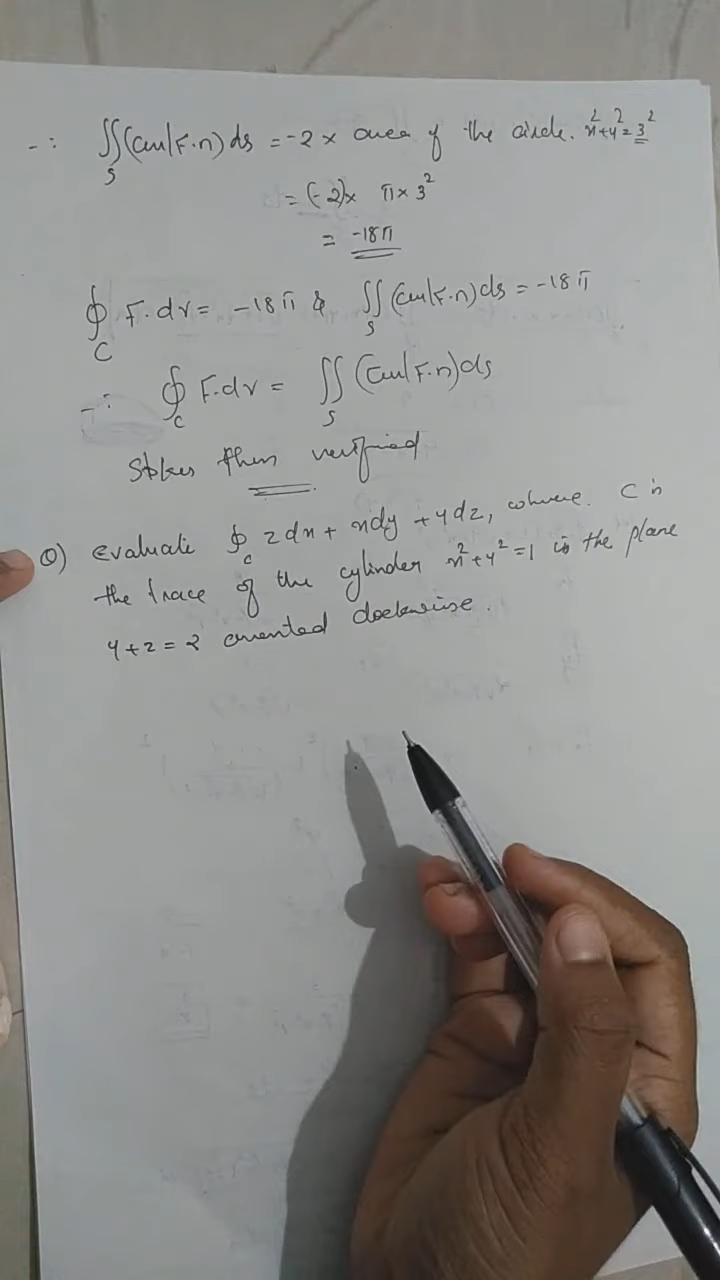 ∴ ∬ (curl F.n) ds = -2 × area of the circle. x²+y²=3²
S
= (-2)× π×3²
= -18π
∮ F.dr = -18π & ∬ (curl F.n) ds = -18π
C S
∴ ∮ F.dr = ∬ (curl F.n) ds
C S
Stokes thm verified
Q) evaluate ∮ z dx + x dy + y dz, where C is
C
the trace of the cylinder x²+y²=1 in the plane
y+z=2 oriented clockwise.